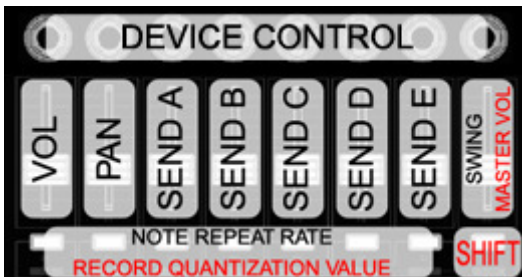 DEVICE CONTROL
VOL
PAN
SEND A
SEND B
SEND C
SEND D
SEND E
SWING
MASTER VOL
NOTE REPEAT RATE
RECORD QUANTIZATION VALUE
SHIFT